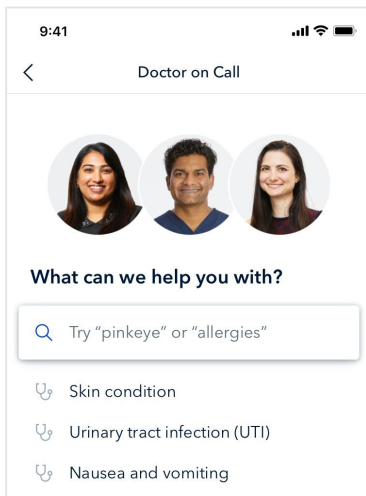 9:41
Doctor on Call
What can we help you with?
Try “pinkeye” or “allergies”
Skin condition
Urinary tract infection (UTI)
Nausea and vomiting